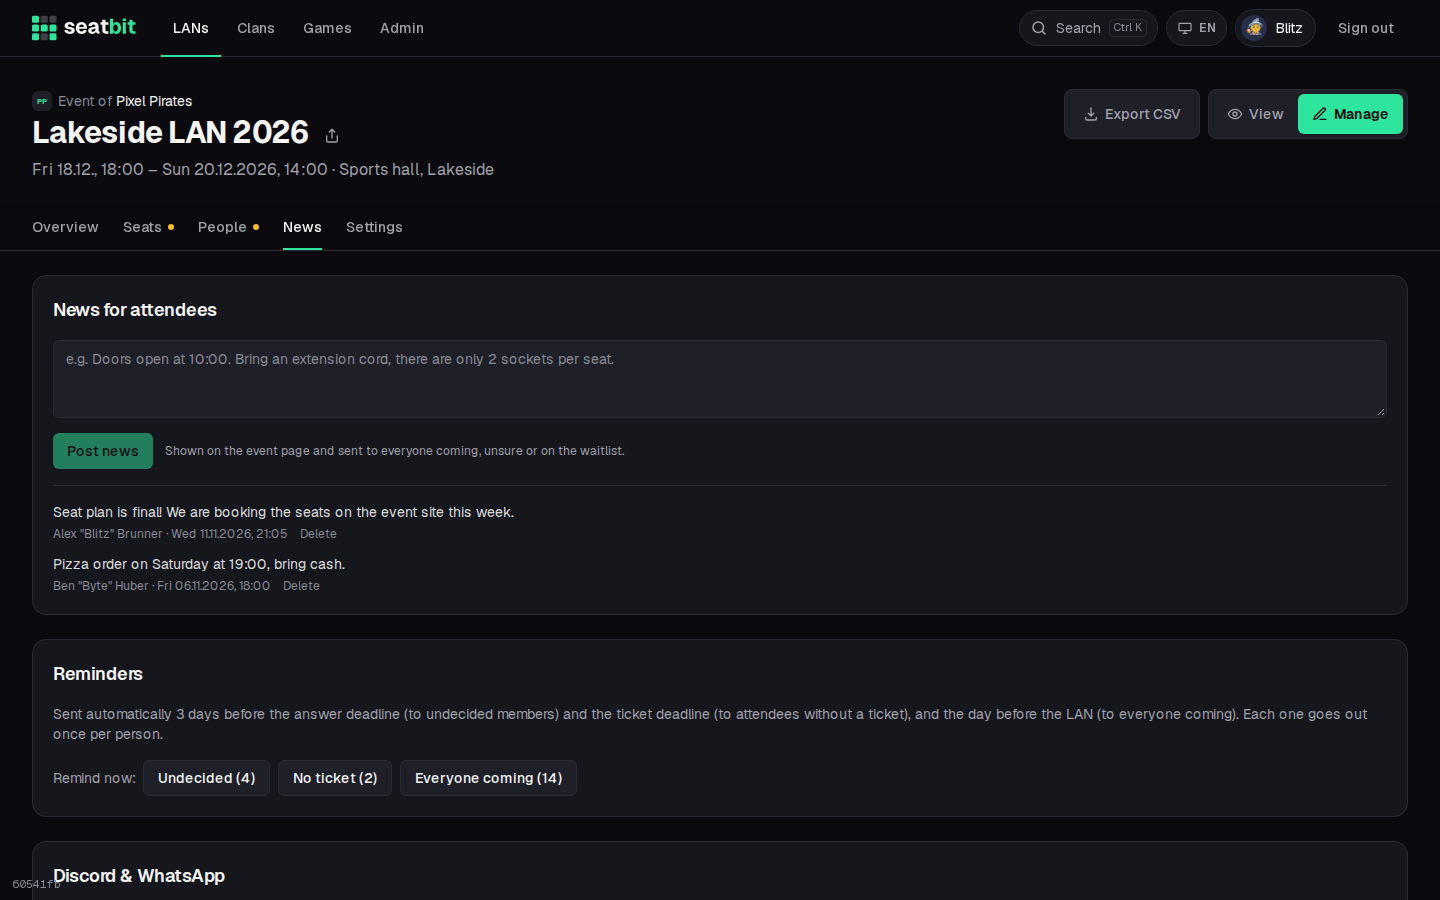 seatbit
LANs
Clans
Games
Admin
Search
Ctrl K
EN
Blitz
Sign out
PP
Event of Pixel Pirates
Lakeside LAN 2026
Fri 18.12., 18:00 – Sun 20.12.2026, 14:00 · Sports hall, Lakeside
Export CSV
View
Manage
Overview
Seats
People
News
Settings
News for attendees
e.g. Doors open at 10:00. Bring an extension cord, there are only 2 sockets per seat.
Post news
Shown on the event page and sent to everyone coming, unsure or on the waitlist.
Seat plan is final! We are booking the seats on the event site this week.
Alex "Blitz" Brunner · Wed 11.11.2026, 21:05 Delete
Pizza order on Saturday at 19:00, bring cash.
Ben "Byte" Huber · Fri 06.11.2026, 18:00 Delete
Reminders
Sent automatically 3 days before the answer deadline (to undecided members) and the ticket deadline (to attendees without a ticket), and the day before the LAN (to everyone coming). Each one goes out
once per person.
Remind now:
Undecided (4)
No ticket (2)
Everyone coming (14)
Discord & WhatsApp
60541fb